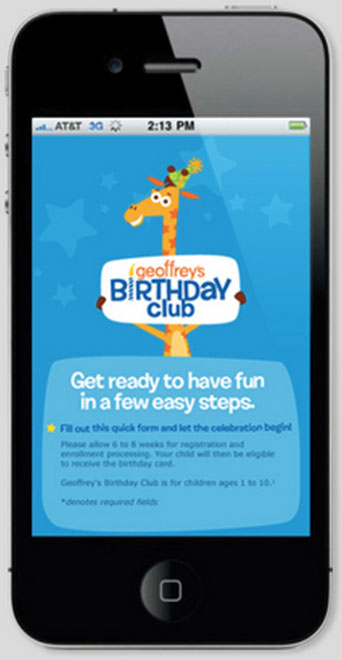 AT&T 3G 2:13 PM
geoffrey's
BiRTHDAY
club
Get ready to have fun
in a few easy steps.
Fill out this quick form and let the celebration begin!
Please allow 6 to 8 weeks for registration and
enrollment processing. Your child will then be eligible
to receive the birthday card.
Geoffrey's Birthday Club is for children ages 1 to 10.¹
*denotes required fields